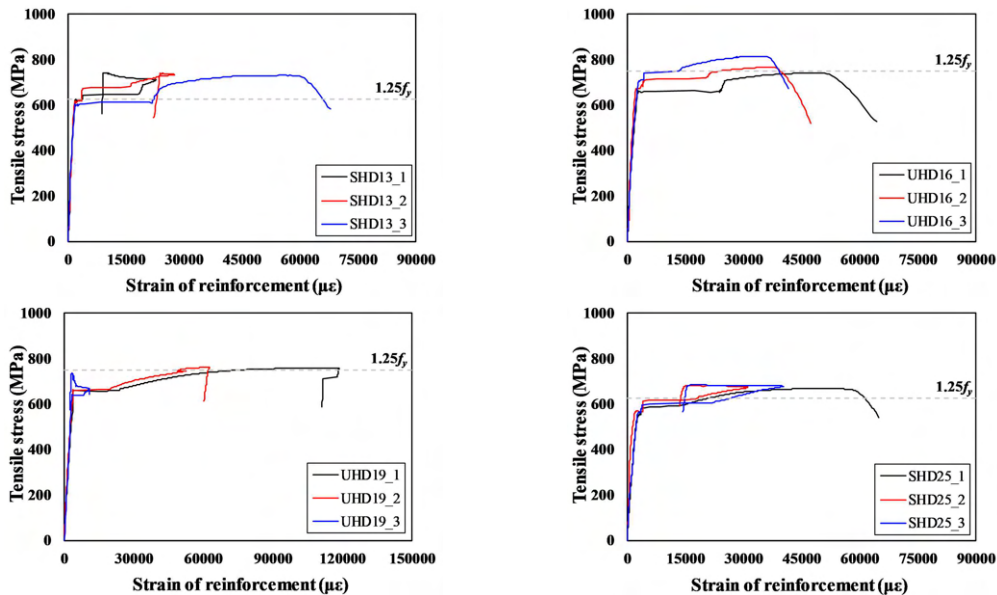 1000
800
600
400
200
0
Tensile stress (MPa)
1.25fy
SHD13_1
SHD13_2
SHD13_3
0 15000 30000 45000 60000 75000 90000
Strain of reinforcement (με)
1000
800
600
400
200
0
Tensile stress (MPa)
1.25fy
UHD16_1
UHD16_2
UHD16_3
0 15000 30000 45000 60000 75000 90000
Strain of reinforcement (με)
1000
800
600
400
200
0
Tensile stress (MPa)
1.25fy
UHD19_1
UHD19_2
UHD19_3
0 30000 60000 90000 120000 150000
Strain of reinforcement (με)
1000
800
600
400
200
0
Tensile stress (MPa)
1.25fy
SHD25_1
SHD25_2
SHD25_3
0 15000 30000 45000 60000 75000 90000
Strain of reinforcement (με)